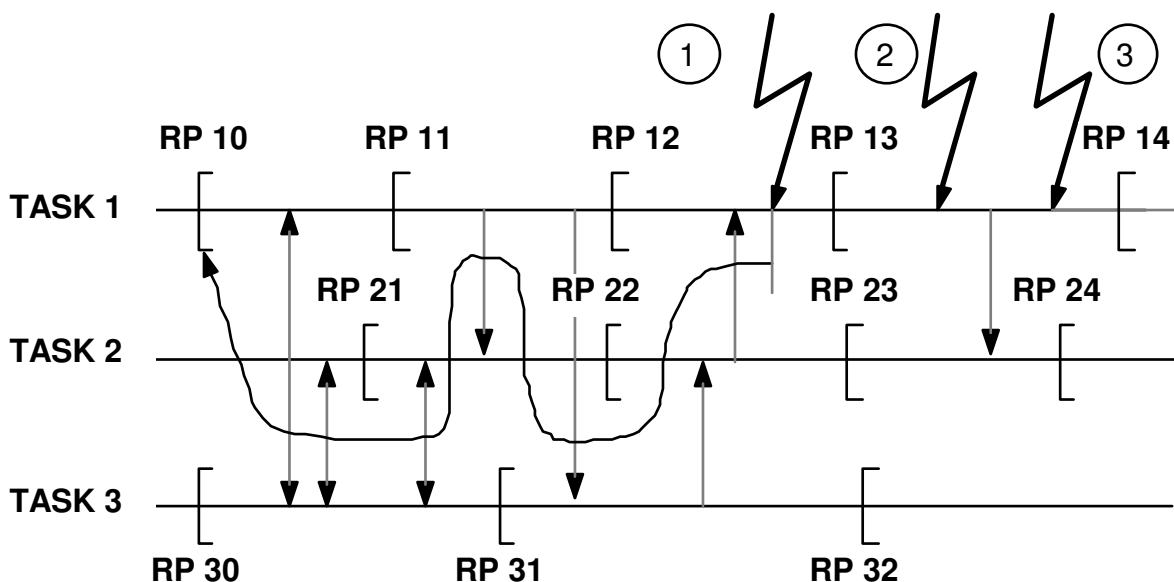 1 2 3
RP 10 RP 11 RP 12 RP 13 RP 14
TASK 1
RP 21 RP 22 RP 23 RP 24
TASK 2
TASK 3
RP 30 RP 31 RP 32